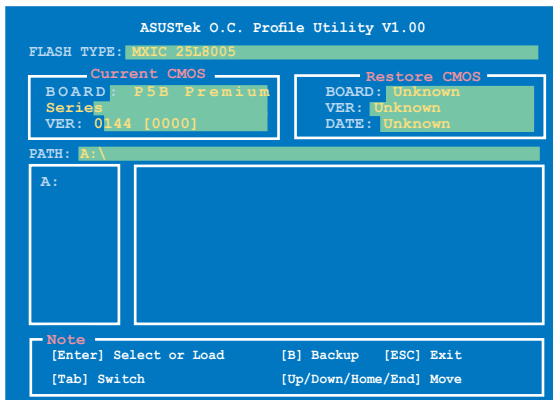 ASUSTek O.C. Profile Utility V1.00
FLASH TYPE: MXIC 25L8005
Current CMOS
BOARD: P5B Premium
Series
VER: 0144 [0000]
Restore CMOS
BOARD: Unknown
VER: Unknown
DATE: Unknown
PATH: A:\
A:
Note
[Enter] Select or Load [B] Backup [ESC] Exit
[Tab] Switch [Up/Down/Home/End] Move